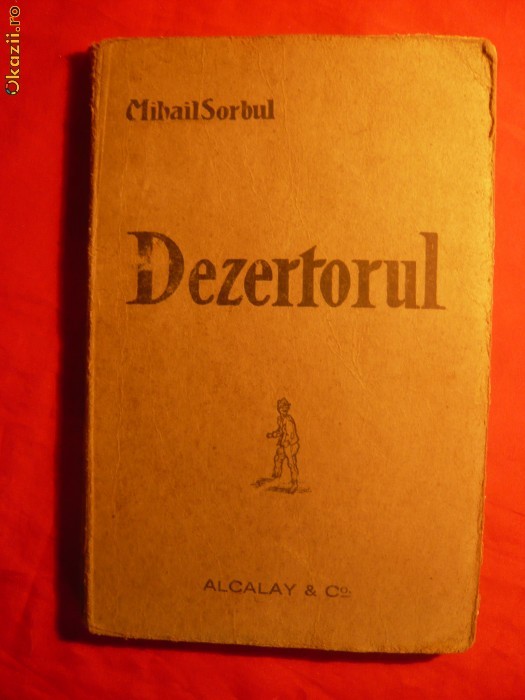 Okazii.ro
Mihail Sorbul
Dezertorul
ALCALAY & Co.